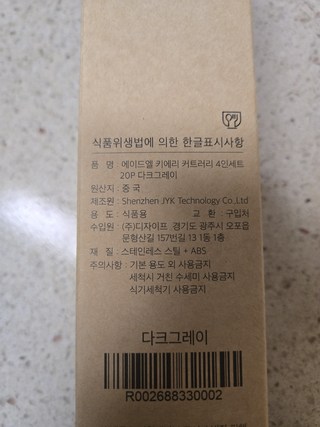 식품위생법에 의한 한글표시사항
품 명 : 에이드엘 키에리 커트러리 4인세트
20P 다크그레이
원산지 : 중 국
제조원 : Shenzhen JYK Technology Co.,Ltd
용 도 : 식품용 교 환 : 구입처
수입원 : (주)디자이프 경기도 광주시 오포읍
문형산길 157번길 13 1동 1층
재 질 : 스테인레스 스틸 + ABS
주의사항 : 기본 용도 외 사용금지
세척시 거친 수세미 사용금지
식기세척기 사용금지
다크그레이
R002688330002